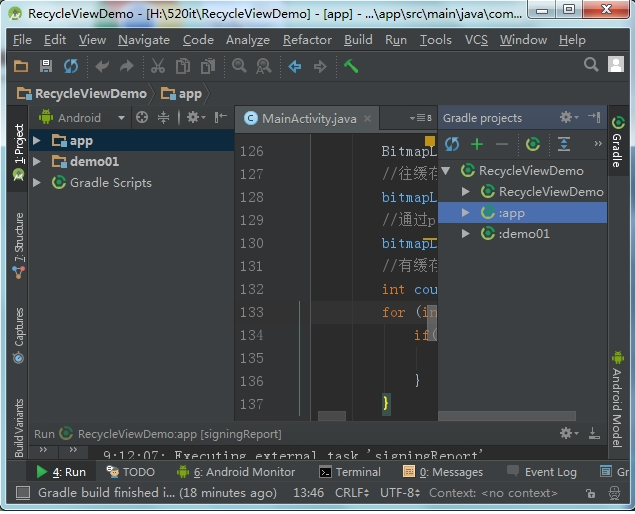 RecycleViewDemo - [H:\520it\RecycleViewDemo] - [app] - ...\app\src\main\java\com...
File Edit View Navigate Code Analyze Refactor Build Run Tools VCS Window Help
RecycleViewDemo app
1: Project
7: Structure
Captures
Build Variants
Android
app
demo01
Gradle Scripts
MainActivity.java
126 BitmapL
127 //往缓存
128 bitmapL
129 //通过p
130 bitmapL
131 //有缓存
132 int cou
133 for (in
134 if(
135
136 }
137 }
Gradle projects
RecycleViewDemo
RecycleViewDemo
:app
:demo01
Gradle
Android Model
Run RecycleViewDemo:app [signingReport]
9:12:07: Executing external task 'signingReport'
4: Run TODO 6: Android Monitor Terminal 0: Messages Event Log Gr
Gradle build finished i... (18 minutes ago) 13:46 CRLF UTF-8 Context: <no context>